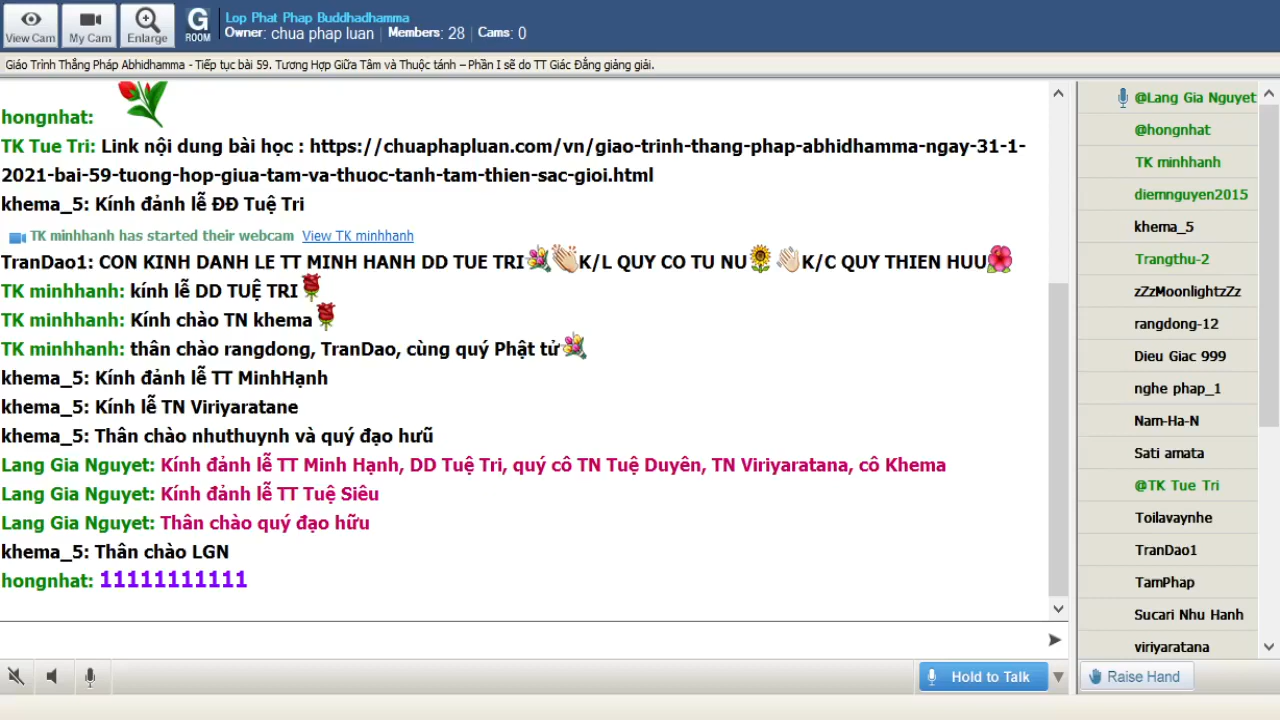 View Cam
My Cam
Enlarge
G
ROOM
Lop Phat Phap Buddhadhamma
Owner: chua phap luan Members: 28 Cams: 0
Giáo Trình Thắng Pháp Abhidhamma - Tiếp tục bài 59. Tương Hợp Giữa Tâm và Thuộc tánh – Phần I sẽ do TT Giác Đẳng giảng giải.
hongnhat:
TK Tue Tri: Link nội dung bài học : https://chuaphapluan.com/vn/giao-trinh-thang-phap-abhidhamma-ngay-31-1-
2021-bai-59-tuong-hop-giua-tam-va-thuoc-tanh-tam-thien-sac-gioi.html
khema_5: Kính đảnh lễ ĐĐ Tuệ Tri
TK minhhanh has started their webcam View TK minhhanh
TranDao1: CON KINH DANH LE TT MINH HANH DD TUE TRI K/L QUY CO TU NU K/C QUY THIEN HUU
TK minhhanh: kính lễ DD TUỆ TRI
TK minhhanh: Kính chào TN khema
TK minhhanh: thân chào rangdong, TranDao, cùng quý Phật tử
khema_5: Kính đảnh lễ TT MinhHạnh
khema_5: Kính lễ TN Viriyaratane
khema_5: Thân chào nhuthuynh và quý đạo hưũ
Lang Gia Nguyet: Kính đảnh lễ TT Minh Hạnh, DD Tuệ Tri, quý cô TN Tuệ Duyên, TN Viriyaratana, cô Khema
Lang Gia Nguyet: Kính đảnh lễ TT Tuệ Siêu
Lang Gia Nguyet: Thân chào quý đạo hữu
khema_5: Thân chào LGN
hongnhat: 11111111111
Hold to Talk
@Lang Gia Nguyet
@hongnhat
TK minhhanh
diemnguyen2015
khema_5
Trangthu-2
zZzMoonlightzZz
rangdong-12
Dieu Giac 999
nghe phap_1
Nam-Ha-N
Sati amata
@TK Tue Tri
Toilavaynhe
TranDao1
TamPhap
Sucari Nhu Hanh
viriyaratana
Raise Hand